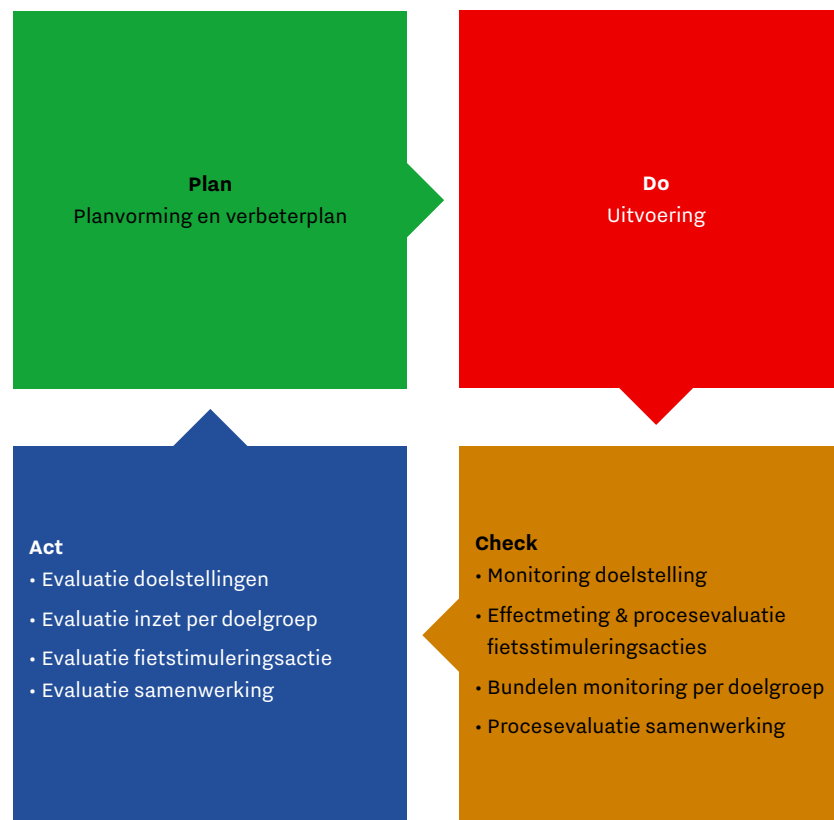 Plan
Planvorming en verbeterplan
Do
Uitvoering
Act
• Evaluatie doelstellingen
• Evaluatie inzet per doelgroep
• Evaluatie fietstimuleringsactie
• Evaluatie samenwerking
Check
• Monitoring doelstelling
• Effectmeting & procesevaluatie
fietsstimuleringsacties
• Bundelen monitoring per doelgroep
• Procesevaluatie samenwerking